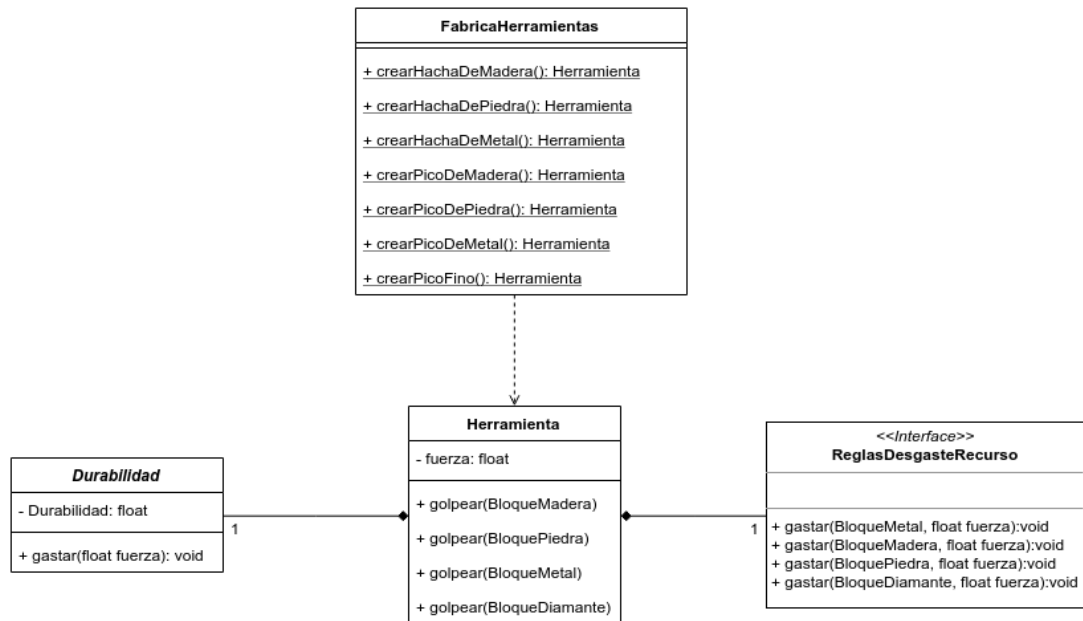 FabricaHerramientas
+ crearHachaDeMadera(): Herramienta
+ crearHachaDePiedra(): Herramienta
+ crearHachaDeMetal(): Herramienta
+ crearPicoDeMadera(): Herramienta
+ crearPicoDePiedra(): Herramienta
+ crearPicoDeMetal(): Herramienta
+ crearPicoFino(): Herramienta
Durabilidad
- Durabilidad: float
+ gastar(float fuerza): void
1
Herramienta
- fuerza: float
+ golpear(BloqueMadera)
+ golpear(BloquePiedra)
+ golpear(BloqueMetal)
+ golpear(BloqueDiamante)
1
<<Interface>>
ReglasDesgasteRecurso
+ gastar(BloqueMetal, float fuerza):void
+ gastar(BloqueMadera, float fuerza):void
+ gastar(BloquePiedra, float fuerza):void
+ gastar(BloqueDiamante, float fuerza):void